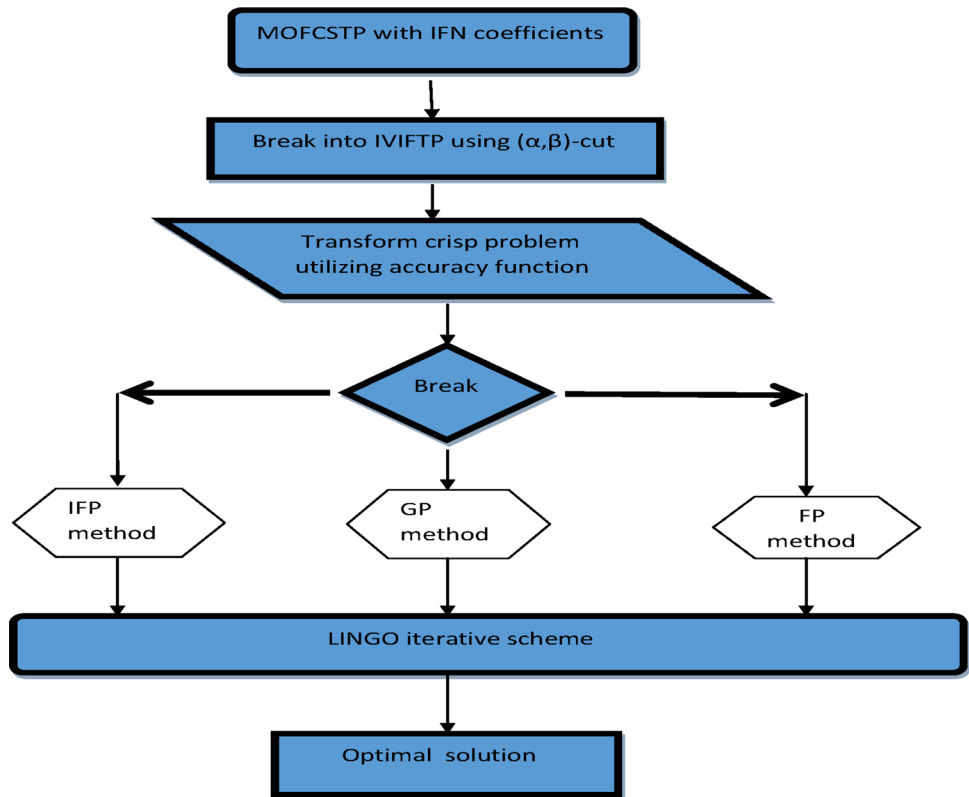 MOFCSTP with IFN coefficients
Break into IVIFTP using (α,β)-cut
Transform crisp problem
utilizing accuracy function
Break
IFP
method
GP
method
FP
method
LINGO iterative scheme
Optimal solution